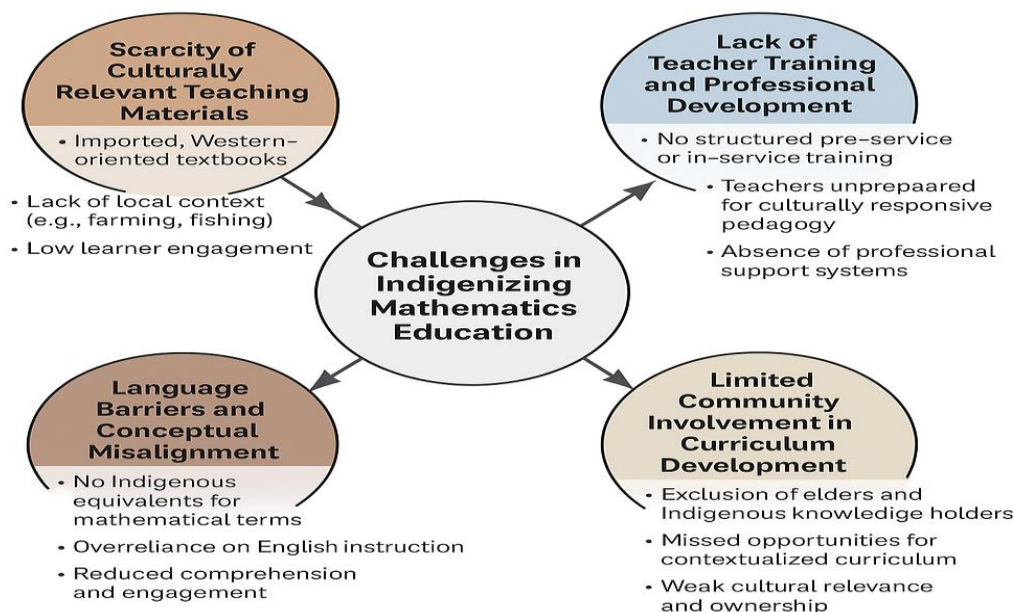 Scarcity of
Culturally
Relevant Teaching
Materials
• Imported, Western-
oriented textbooks
• Lack of local context
(e.g., farming, fishing)
• Low learner engagement
Lack of
Teacher Training
and Professional
Development
• No structured pre-service
or in-service training
• Teachers unprepaared
for culturally responsive
pedagogy
• Absence of professional
support systems
Challenges in
Indigenizing
Mathematics
Education
Language
Barriers and
Conceptual
Misalignment
• No Indigenous
equivalents for
mathematical terms
• Overreliance on English instruction
• Reduced comprehension
and engagement
Limited
Community
Involvement in
Curriculum
Development
• Exclusion of elders and
Indigenous knowledige holders
• Missed opportunities for
contextualized curriculum
• Weak cultural relevance
and ownership